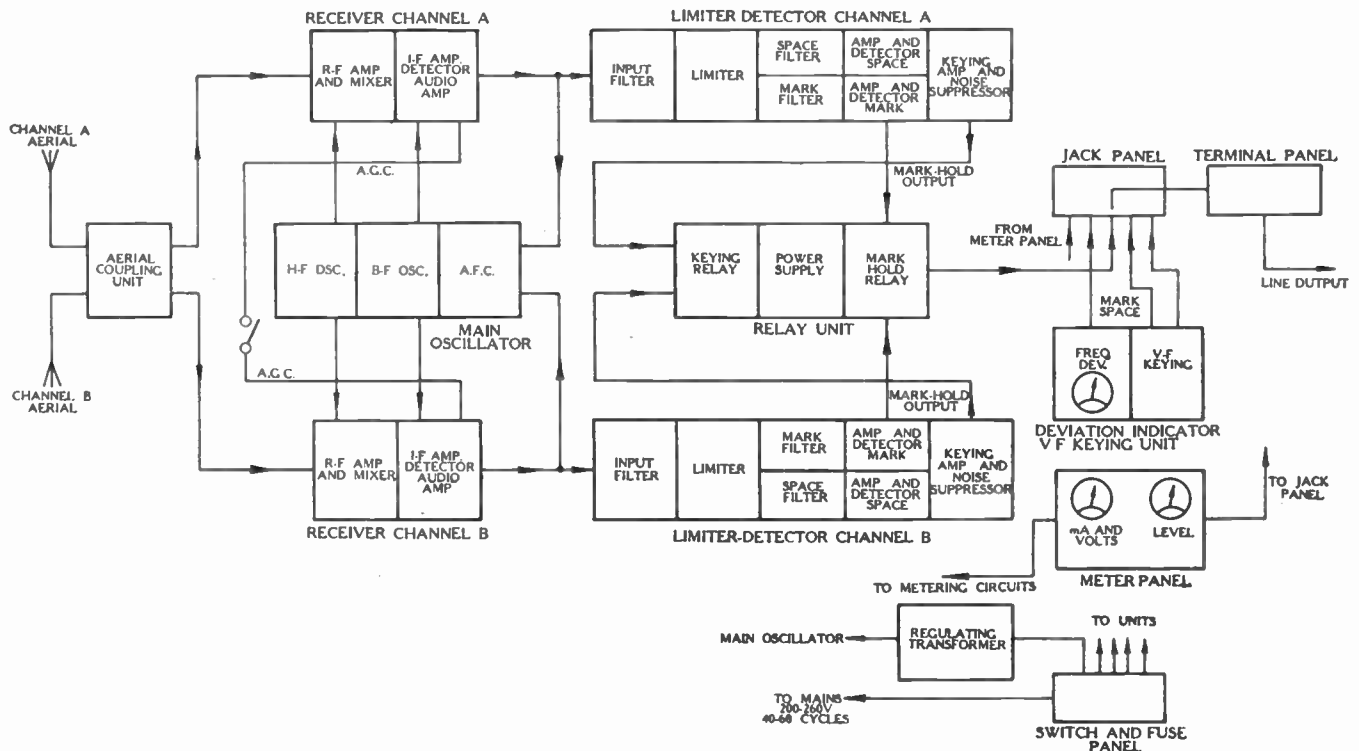 RECEIVER CHANNEL A
LIMITER DETECTOR CHANNEL A
R-F AMP
AND MIXER
I-F AMP.
DETECTOR
AUDIO
AMP
INPUT
FILTER
LIMITER
SPACE
FILTER
MARK
FILTER
AMP AND
DETECTOR
SPACE
AMP AND
DETECTOR
MARK
KEYING
AMP AND
NOISE
SUPPRESSOR
CHANNEL A
AERIAL
A.G.C.
MARK-HOLD
OUTPUT
JACK PANEL
TERMINAL PANEL
AERIAL
COUPLING
UNIT
H-F OSC.
B-F OSC.
A.F.C.
MAIN
OSCILLATOR
KEYING
RELAY
POWER
SUPPLY
MARK
HOLD
RELAY
RELAY UNIT
FROM
METER PANEL
LINE OUTPUT
MARK
SPACE
FREQ
DEV.
V-F
KEYING
DEVIATION INDICATOR
V F KEYING UNIT
CHANNEL B
AERIAL
A.G.C.
MARK-HOLD
OUTPUT
R-F AMP
AND MIXER
I-F AMP.
DETECTOR
AUDIO
AMP
INPUT
FILTER
LIMITER
MARK
FILTER
SPACE
FILTER
AMP AND
DETECTOR
MARK
AMP AND
DETECTOR
SPACE
KEYING
AMP AND
NOISE
SUPPRESSOR
RECEIVER CHANNEL B
LIMITER-DETECTOR CHANNEL B
TO JACK
PANEL
mA AND
VOLTS
LEVEL
METER PANEL
TO METERING CIRCUITS
MAIN OSCILLATOR
REGULATING
TRANSFORMER
TO UNITS
TO MAINS
200-260V
40-60 CYCLES
SWITCH AND FUSE
PANEL